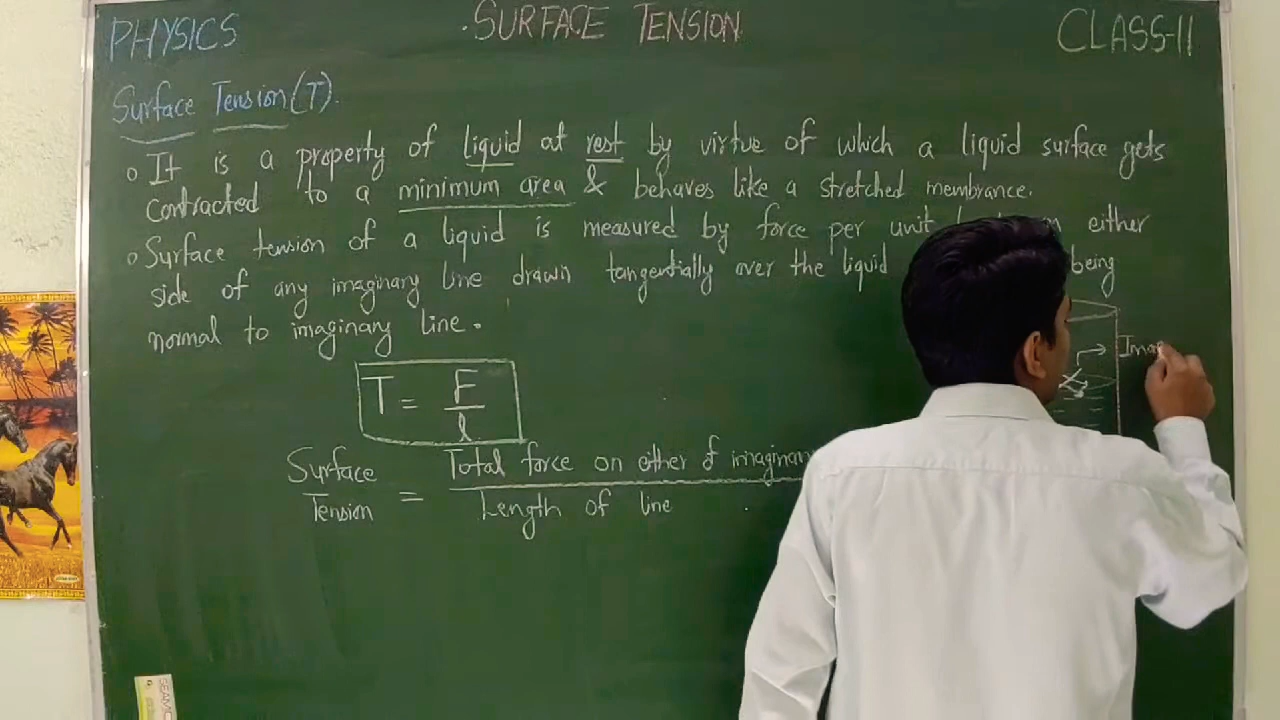 PHYSICS
.SURFACE TENSION
CLASS-11
Surface Tension (T).
o It is a property of liquid at rest by virtue of which a liquid surface gets
contracted to a minimum area & behaves like a stretched membrance.
o Surface tension of a liquid is measured by force per unit either
side of any imaginary line drawn tangentially over the liquid being
normal to imaginary line.
T = F
l
Surface Tension = Total force on either of imaginary
Length of line
Imag
SEAMO